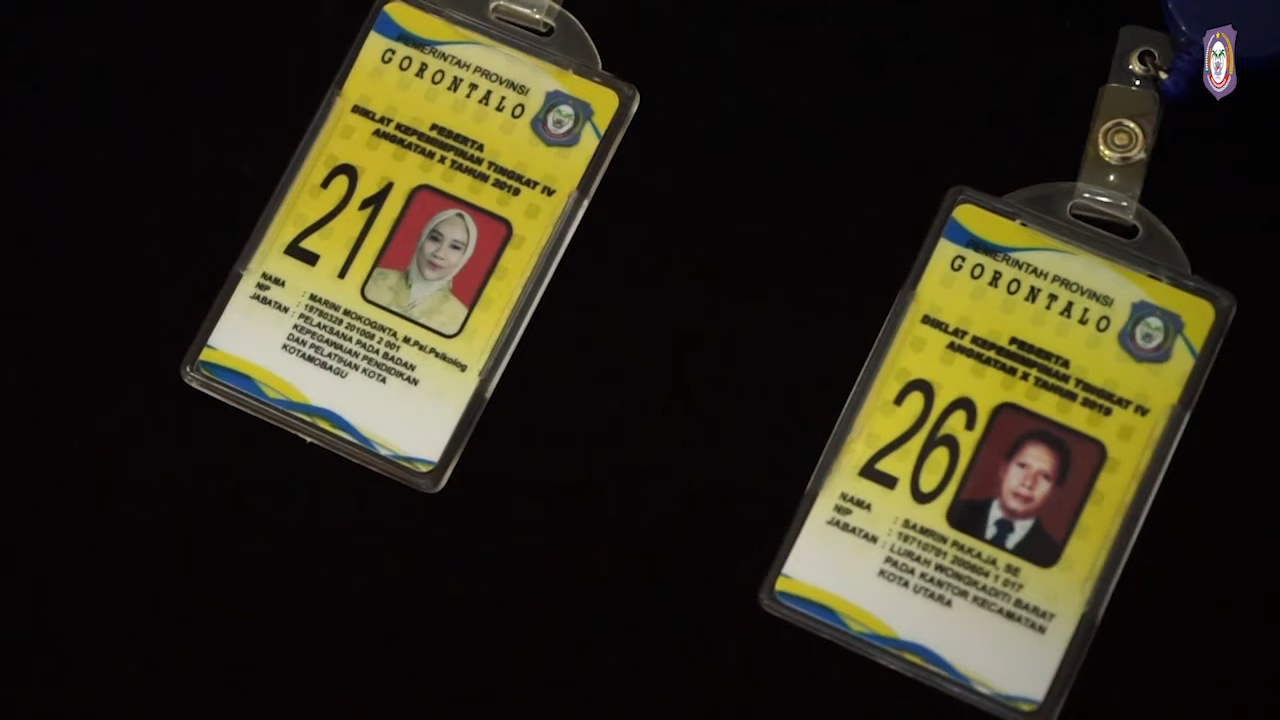 PEMERINTAH PROVINSI
GORONTALO
PESERTA
DIKLAT KEPEMIMPINAN TINGKAT IV
ANGKATAN X TAHUN 2019
21
NAMA : MARINI MOKOGINTA, M.Psi,Psikolog
NIP : 19780328 201008 2 001
JABATAN : PELAKSANA PADA BADAN
KEPEGAWAIAN PENDIDIKAN
DAN PELATIHAN KOTA
KOTAMOBAGU
PEMERINTAH PROVINSI
GORONTALO
PESERTA
DIKLAT KEPEMIMPINAN TINGKAT IV
ANGKATAN X TAHUN 2019
26
NAMA : SAMRIN PAKAJA, SE
NIP : 19710701 200604 1 017
JABATAN : LURAH WONGKADITI BARAT
PADA KANTOR KECAMATAN
KOTA UTARA